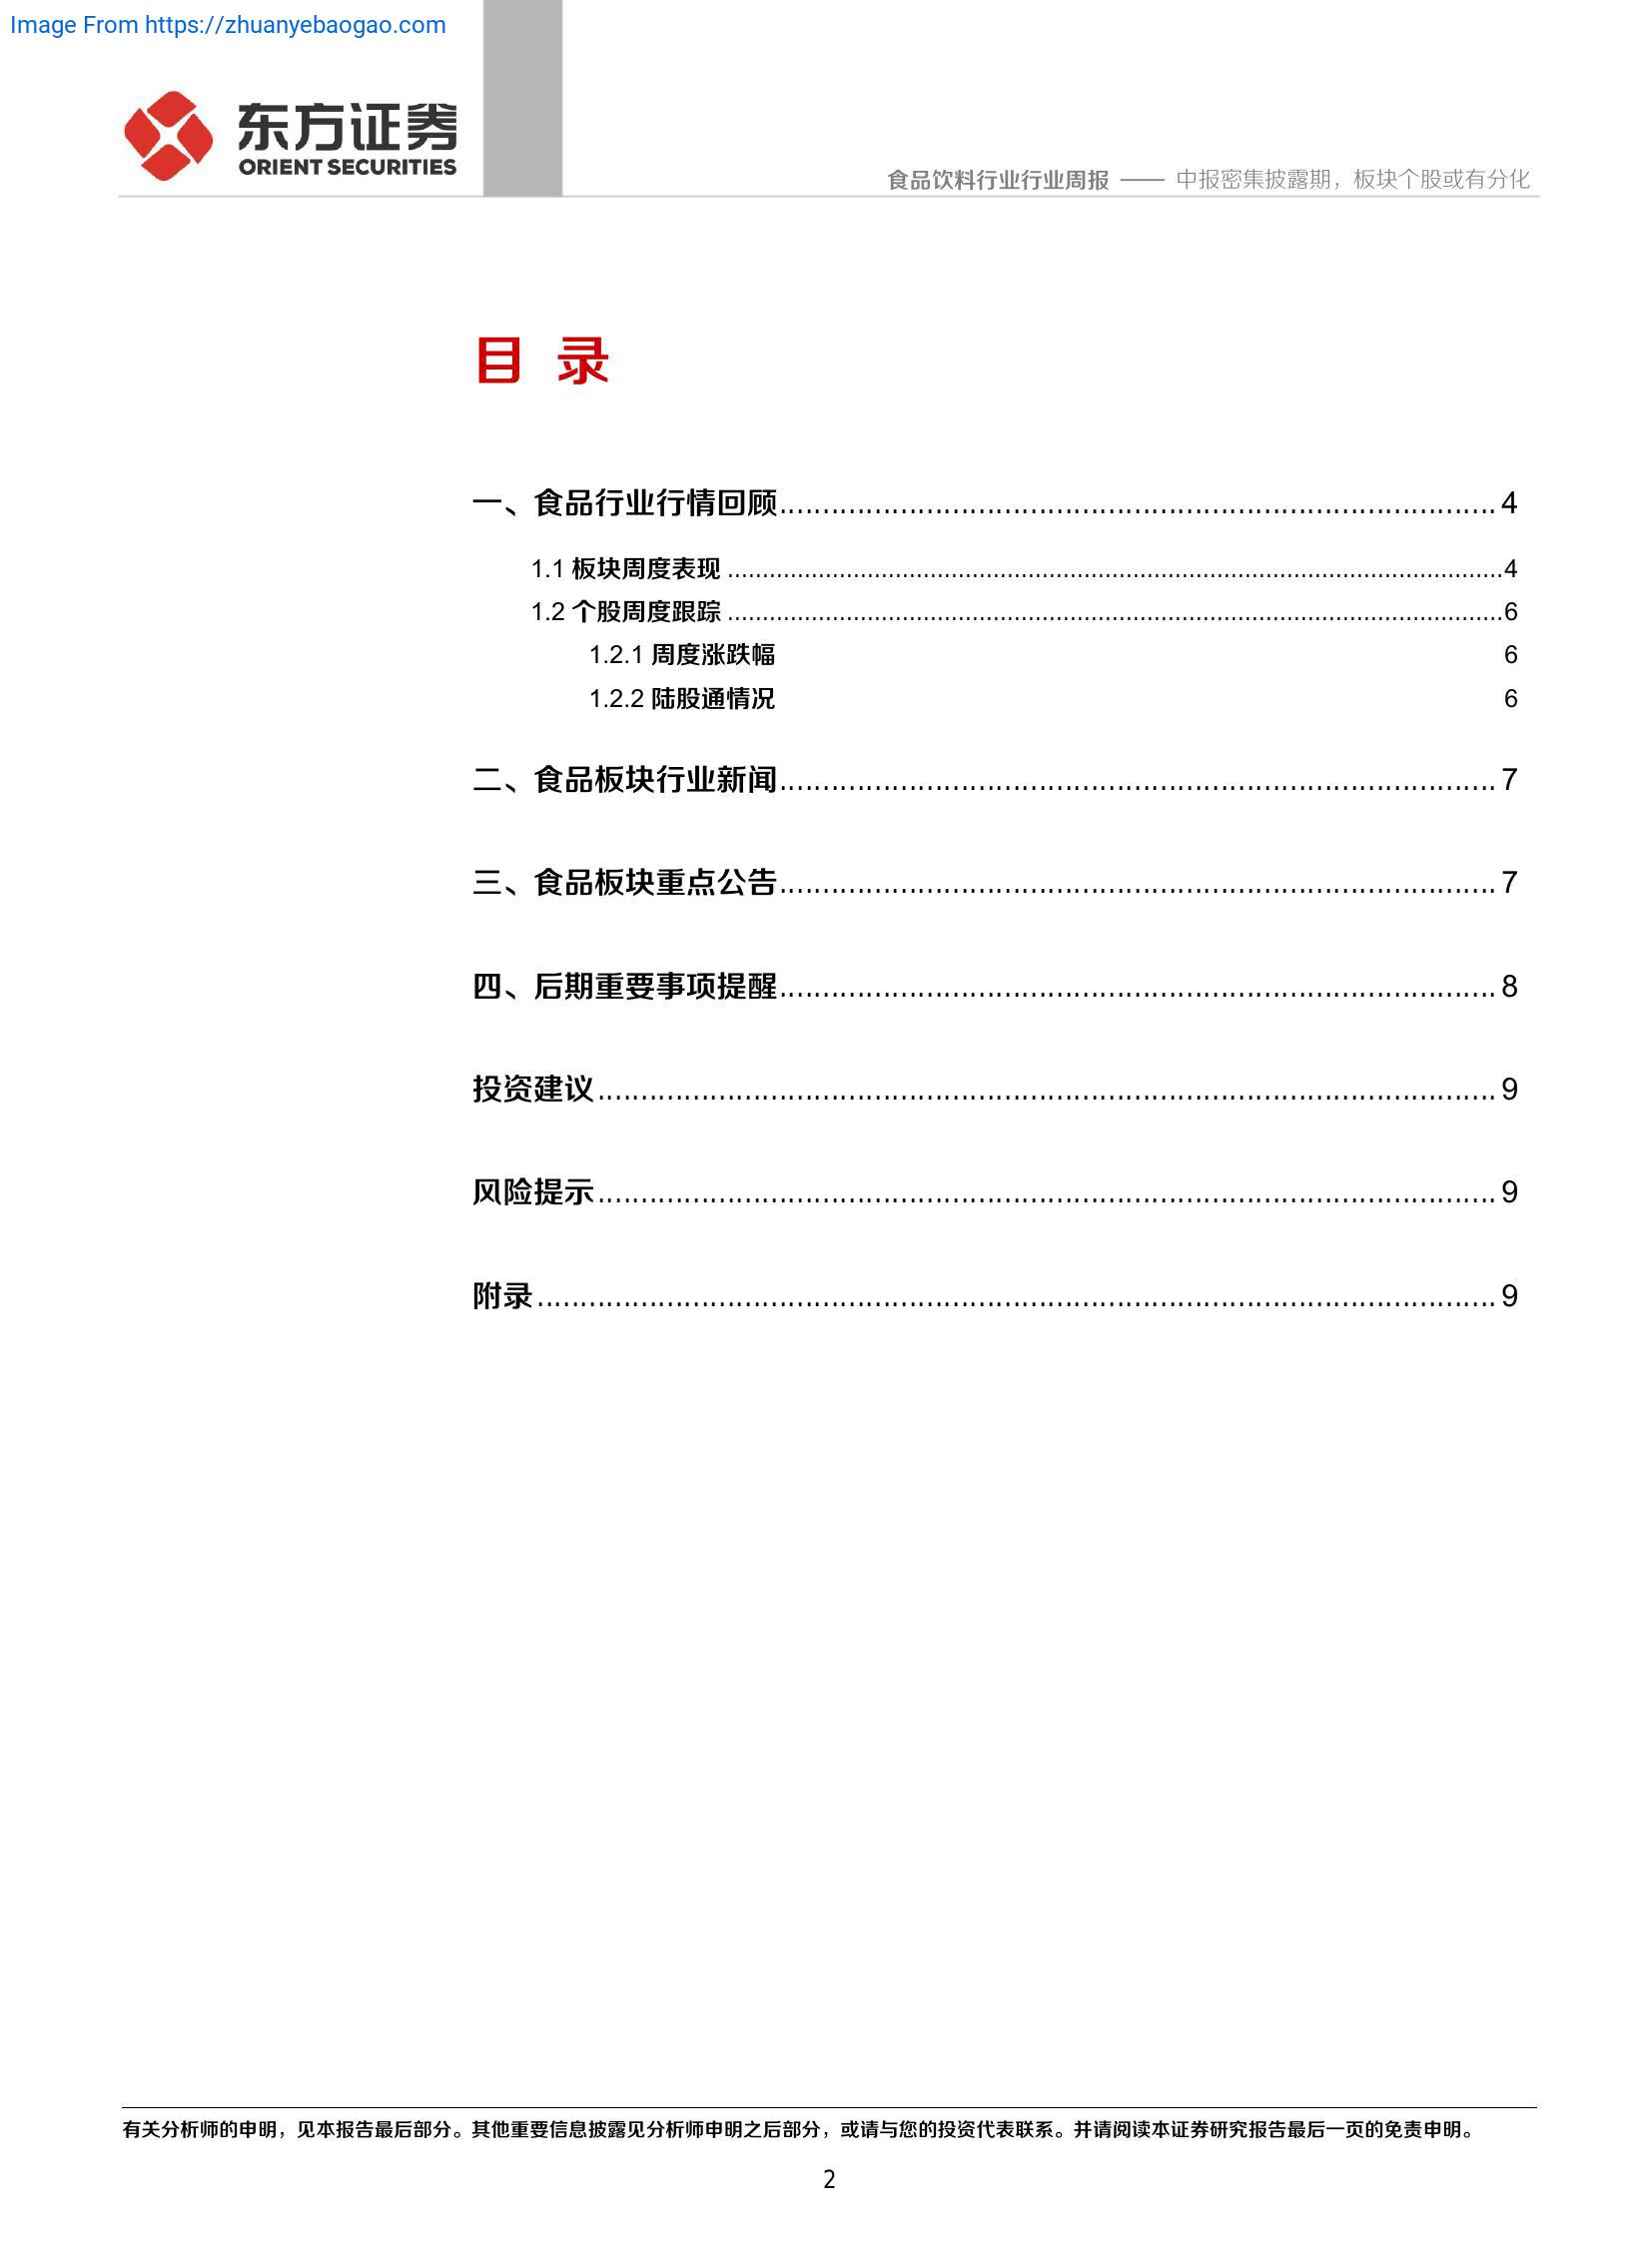 Image From https://zhuanyebaogao.com
东方证券
ORIENT SECURITIES
食品饮料行业行业周报 —— 中报密集披露期，板块个股或有分化
目 录
一、食品行业行情回顾........................................................................................4
1.1 板块周度表现 ................................................................................................................4
1.2 个股周度跟踪 ................................................................................................................6
1.2.1 周度涨跌幅 6
1.2.2 陆股通情况 6
二、食品板块行业新闻........................................................................................7
三、食品板块重点公告........................................................................................7
四、后期重要事项提醒........................................................................................8
投资建议..............................................................................................................9
风险提示..............................................................................................................9
附录.....................................................................................................................9
有关分析师的申明，见本报告最后部分。其他重要信息披露见分析师申明之后部分，或请与您的投资代表联系。并请阅读本证券研究报告最后一页的免责申明。
2